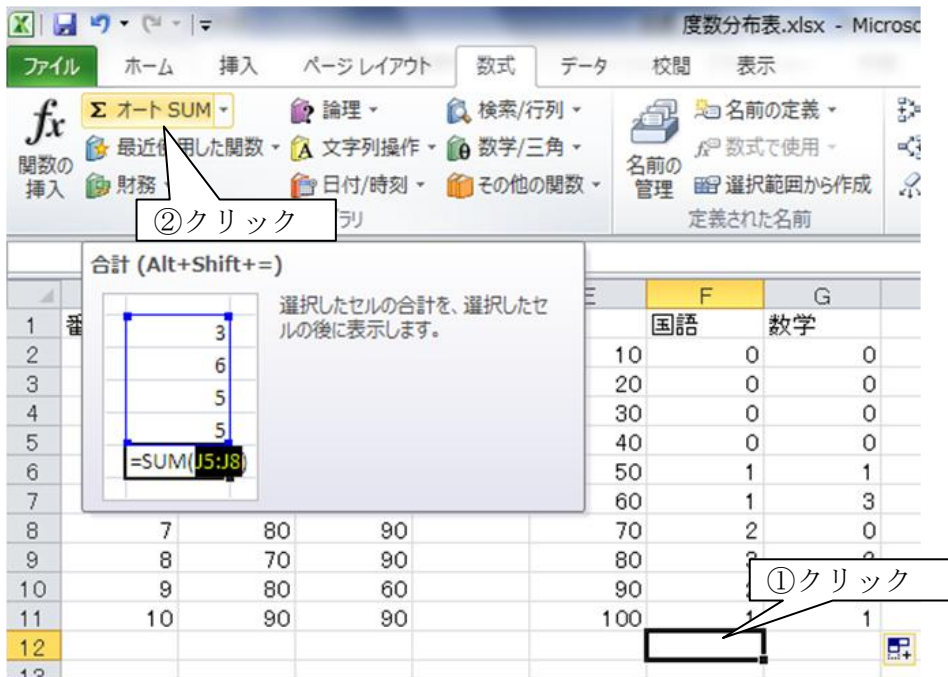 度数分布表.xlsx - Microsc
ファイル ホーム 挿入 ページ レイアウト 数式 データ 校閲 表示
fx 関数の挿入
Σ オート SUM
最近使用した関数
財務
論理
文字列操作
日付/時刻
検索/行列
数学/三角
その他の関数
ラリ
名前の管理
名前の定義
数式で使用
選択範囲から作成
定義された名前
②クリック
合計 (Alt+Shift+=)
選択したセルの合計を、選択したセ
ルの後に表示します。
3
6
5
5
=SUM(J5:J8)
E F G
1 番 国語 数学
2 10 0 0
3 20 0 0
4 30 0 0
5 40 0 0
6 50 1 1
7 60 1 3
8 7 80 90 70 2 0
9 8 70 90 80
10 9 80 60 90
11 10 90 90 100 1 1
12
13
①クリック